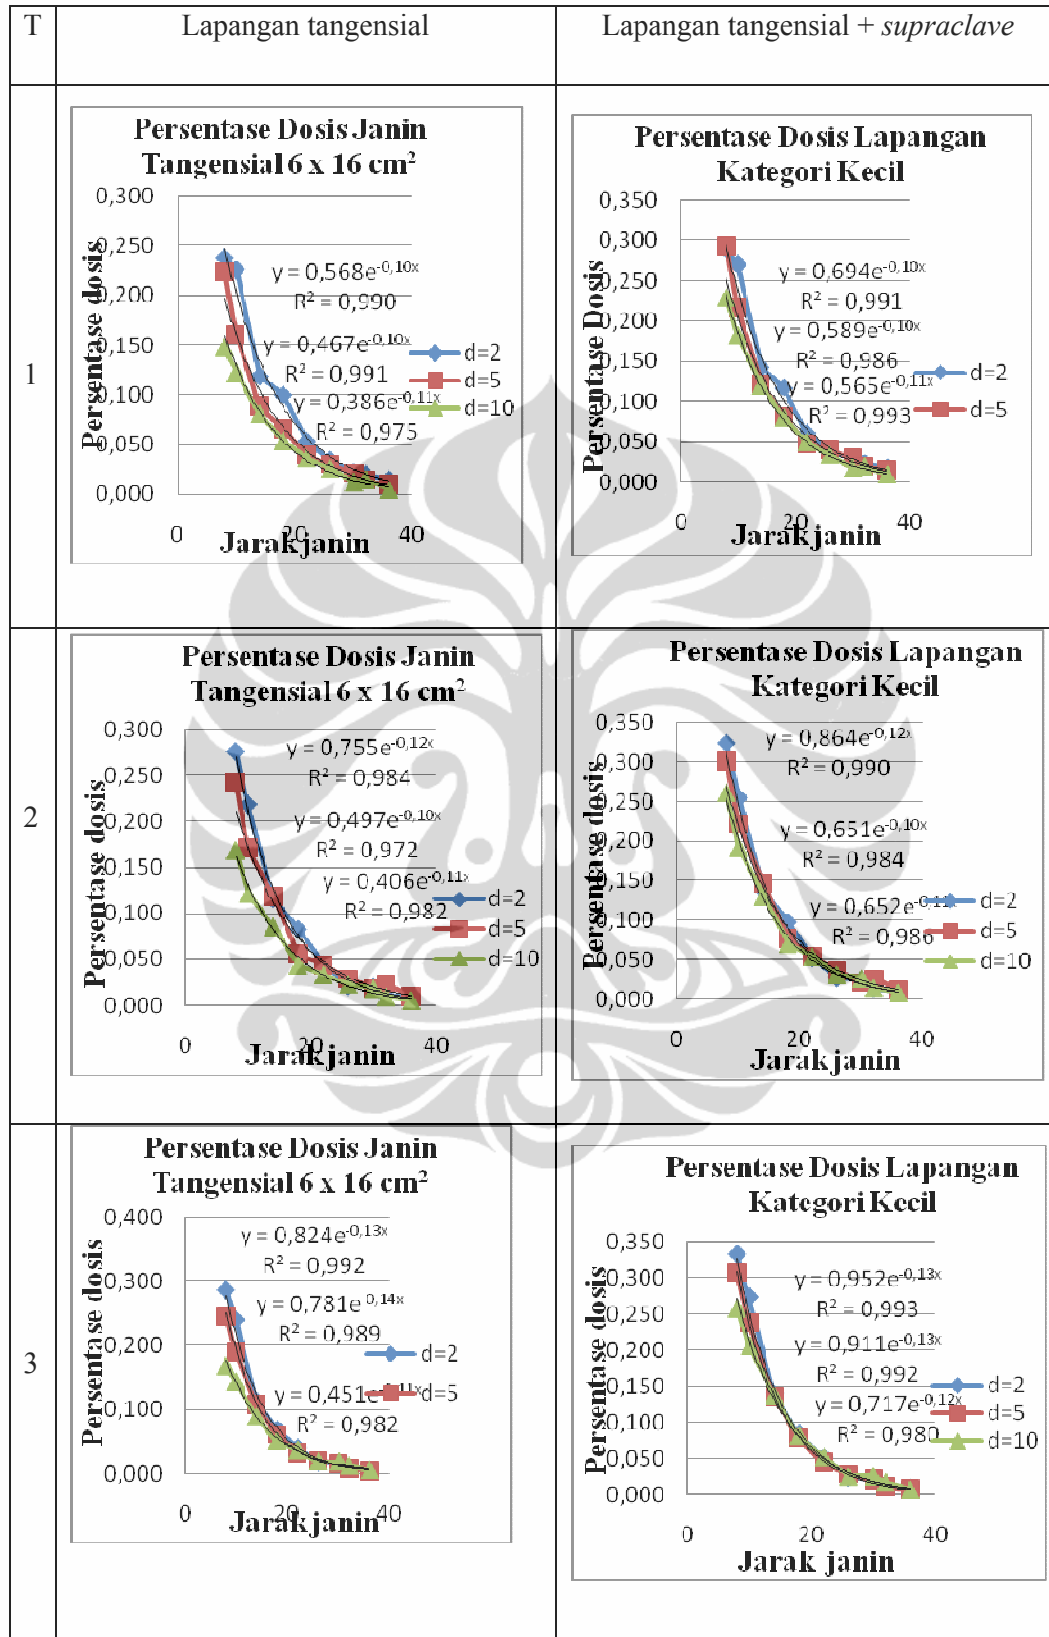 T Lapangan tangensial Lapangan tangensial + supraclave
1
Persentase Dosis Janin
Tangensial 6 x 16 cm²
Persentase dosis
0,300
0,250
0,200
0,150
0,100
0,050
0,000
y = 0,568e^-0,10x
R² = 0,990
y = 0,467e^-0,10x
R² = 0,991
y = 0,386e^-0,11x
R² = 0,975
d=2
d=5
d=10
0 20 40
Jarak janin
Persentase Dosis Lapangan
Kategori Kecil
Persentase Dosis
0,350
0,300
0,250
0,200
0,150
0,100
0,050
0,000
y = 0,694e^-0,10x
R² = 0,991
y = 0,589e^-0,10x
R² = 0,986
y = 0,565e^-0,11x
R² = 0,993
d=2
d=5
0 20 40
Jarak janin
2
Persentase Dosis Janin
Tangensial 6 x 16 cm²
Persentase dosis
0,300
0,250
0,200
0,150
0,100
0,050
0,000
y = 0,755e^-0,12x
R² = 0,984
y = 0,497e^-0,10x
R² = 0,972
y = 0,406e^-0,11x
R² = 0,982
d=2
d=5
d=10
0 20 40
Jarak janin
Persentase Dosis Lapangan
Kategori Kecil
Persentase dosis
0,350
0,300
0,250
0,200
0,150
0,100
0,050
0,000
y = 0,864e^-0,12x
R² = 0,990
y = 0,651e^-0,10x
R² = 0,984
y = 0,652e^-0,11
R² = 0,986
d=2
d=5
d=10
0 20 40
Jarak janin
3
Persentase Dosis Janin
Tangensial 6 x 16 cm²
Persentase dosis
0,400
0,300
0,200
0,100
0,000
y = 0,824e^-0,13x
R² = 0,992
y = 0,781e^-0,14x
R² = 0,989
y = 0,451e^-0,11x
R² = 0,982
d=2
d=5
0 20 40
Jarak janin
Persentase Dosis Lapangan
Kategori Kecil
Persentase dosis
0,350
0,300
0,250
0,200
0,150
0,100
0,050
0,000
y = 0,952e^-0,13x
R² = 0,993
y = 0,911e^-0,13x
R² = 0,992
y = 0,717e^-0,12x
R² = 0,980
d=2
d=5
d=10
0 20 40
Jarak janin